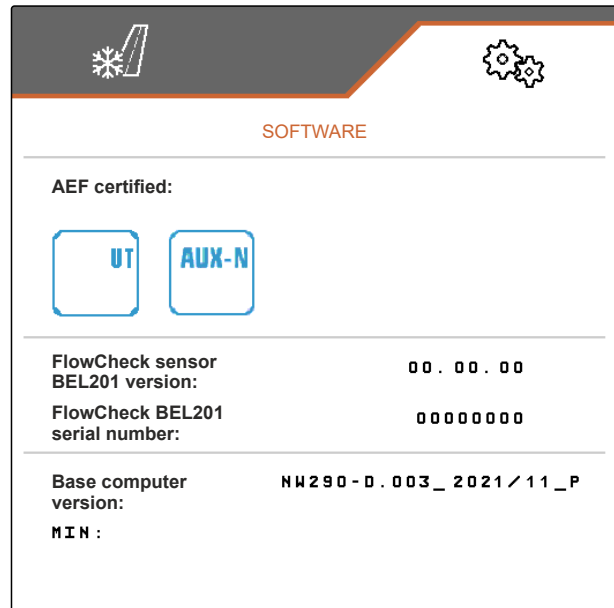 SOFTWARE
AEF certified:
UT
AUX-N
FlowCheck sensor
BEL201 version:
00.00.00
FlowCheck BEL201
serial number:
00000000
Base computer
version:
NW290-D.003_2021/11_P
MIN: